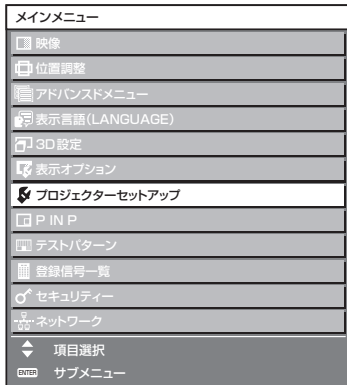 メインメニュー
映像
位置調整
アドバンスドメニュー
表示言語(LANGUAGE)
3D設定
表示オプション
プロジェクターセットアップ
P IN P
テストパターン
登録信号一覧
セキュリティー
ネットワーク
項目選択
ENTER サブメニュー